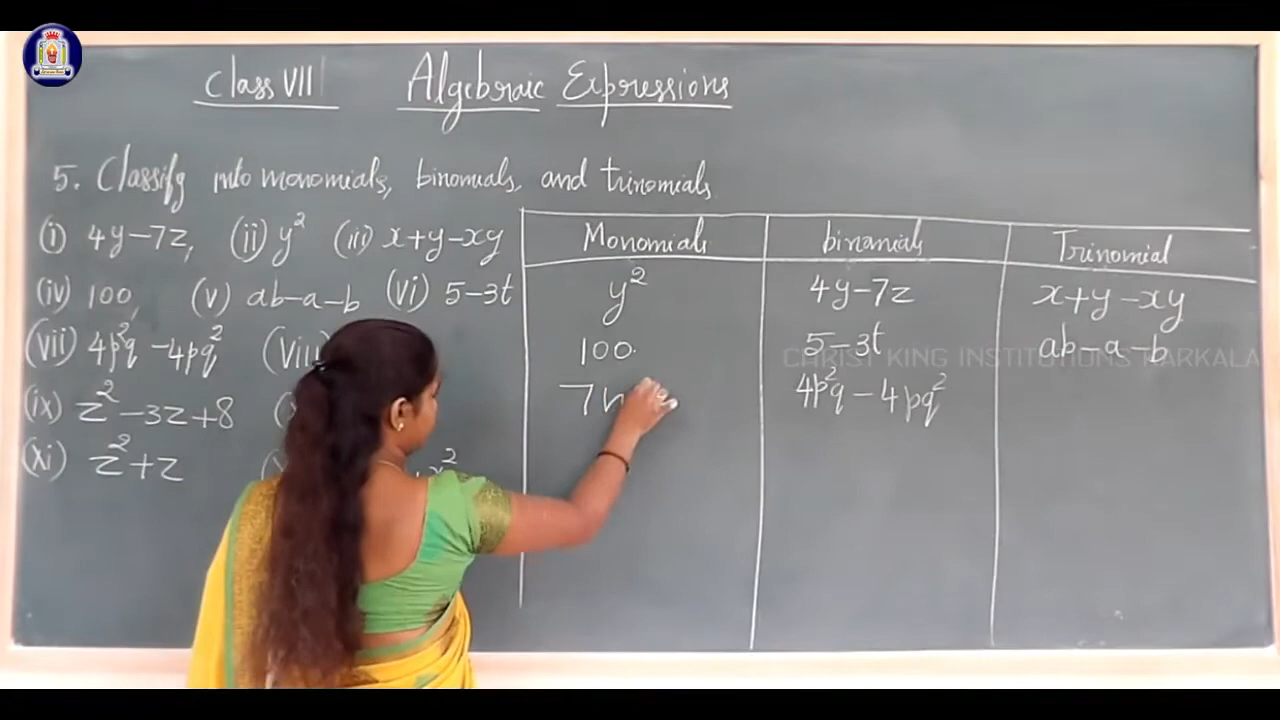 Class VII Algebraic Expressions
5. Classify into monomials, binomials, and trinomials
(i) 4y-7z, (ii) y² (iii) x+y-xy
(iv) 100, (v) ab-a-b (vi) 5-3t
(vii) 4p²q -4pq² (viii)
(ix) z²-3z+8
(xi) z²+z
Monomials binamials Trinomial
y² 4y-7z x+y-xy
100 5-3t ab-a-b
4p²q - 4pq²
CHRIST KING INSTITUTIONS KARKALA